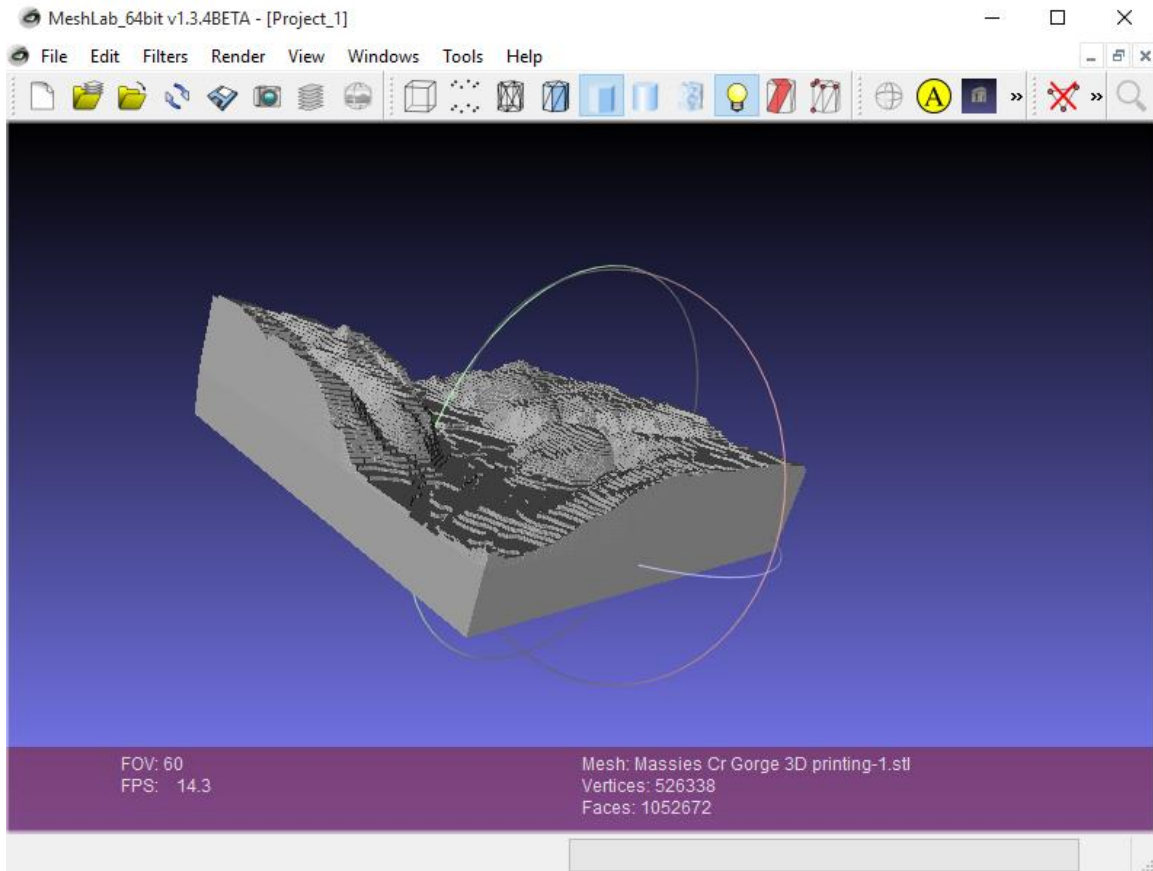 MeshLab_64bit v1.3.4BETA - [Project_1]
File Edit Filters Render View Windows Tools Help
A
FOV: 60
FPS: 14.3
Mesh: Massies Cr Gorge 3D printing-1.stl
Vertices: 526338
Faces: 1052672